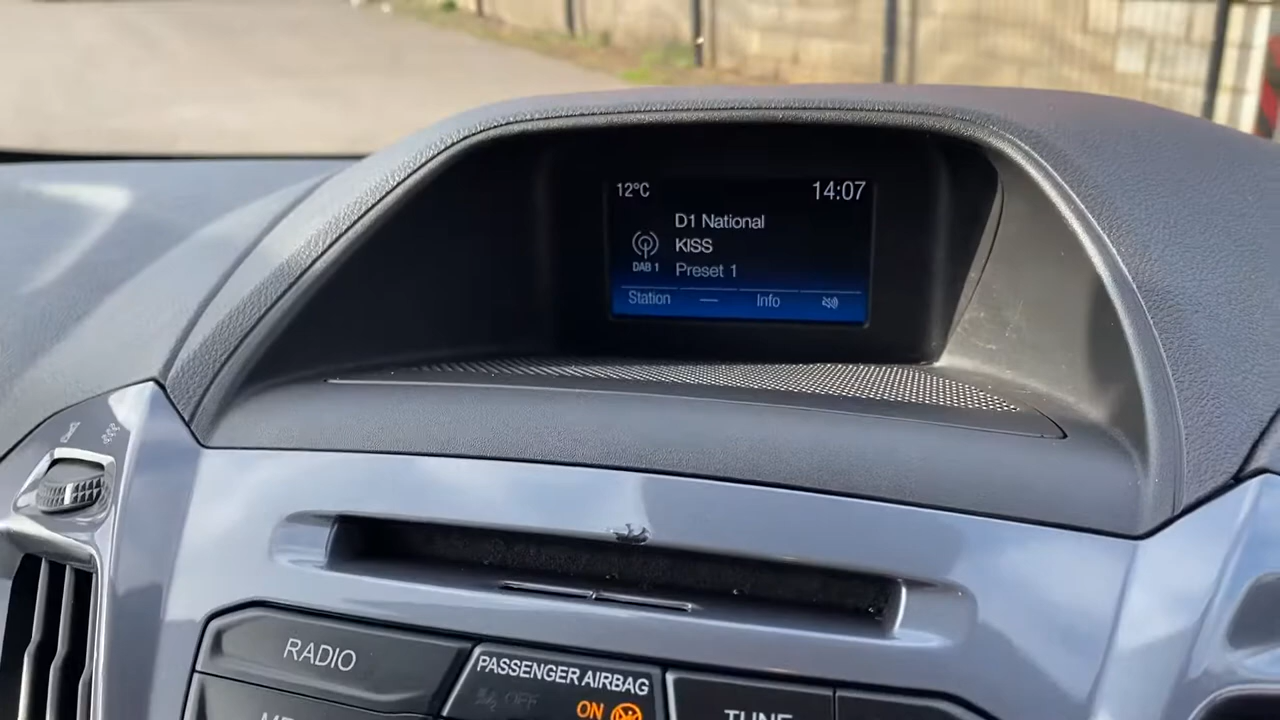 12°C 14:07
D1 National
KISS
DAB 1
Preset 1
Station — Info
RADIO
PASSENGER AIRBAG
OFF
ON
TUNE